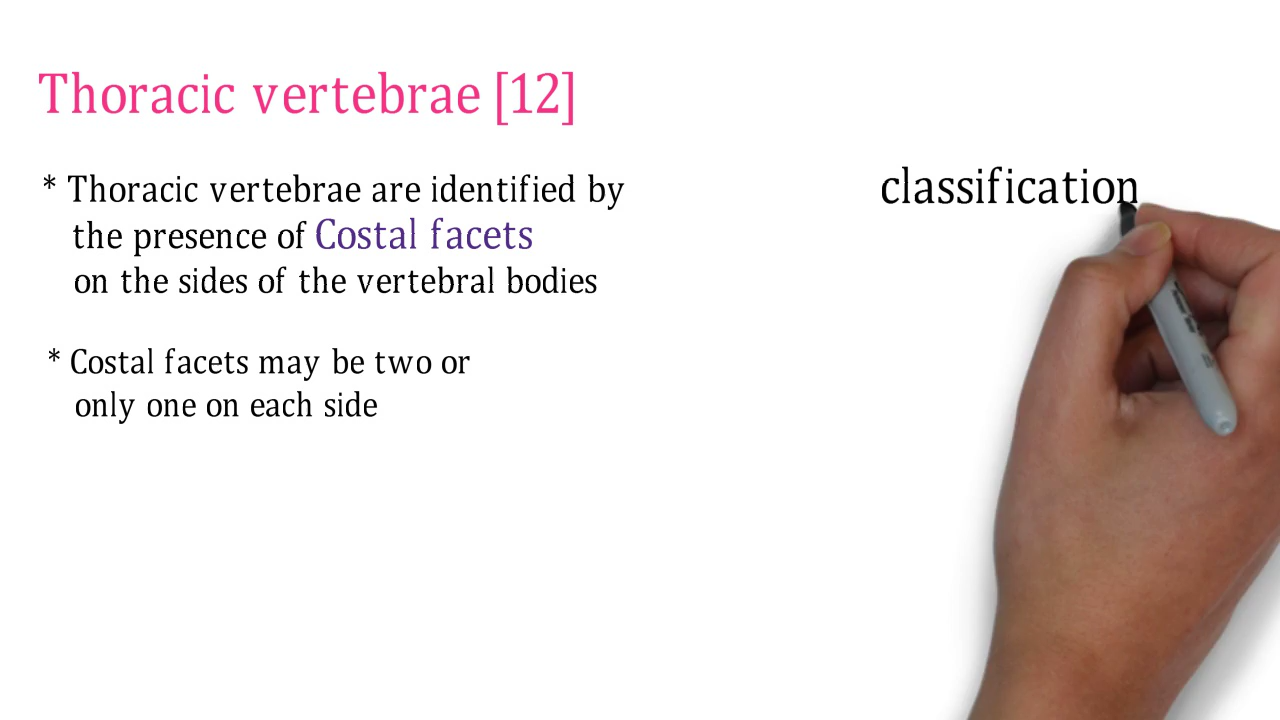 Thoracic vertebrae [12]
* Thoracic vertebrae are identified by
the presence of Costal facets
on the sides of the vertebral bodies
* Costal facets may be two or
only one on each side
classification